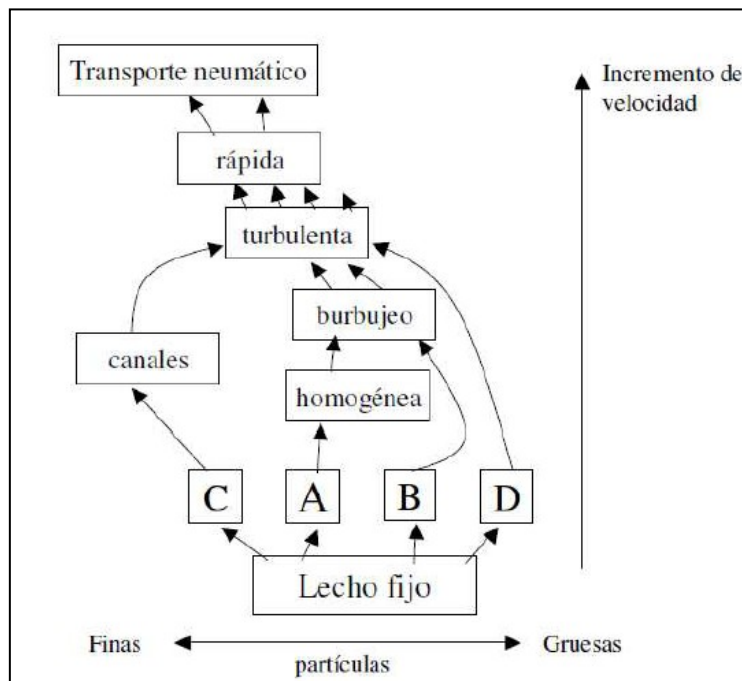 Transporte neumático
Incremento de
velocidad
rápida
turbulenta
burbujeo
canales
homogénea
C
A
B
D
Lecho fijo
Finas
Gruesas
partículas